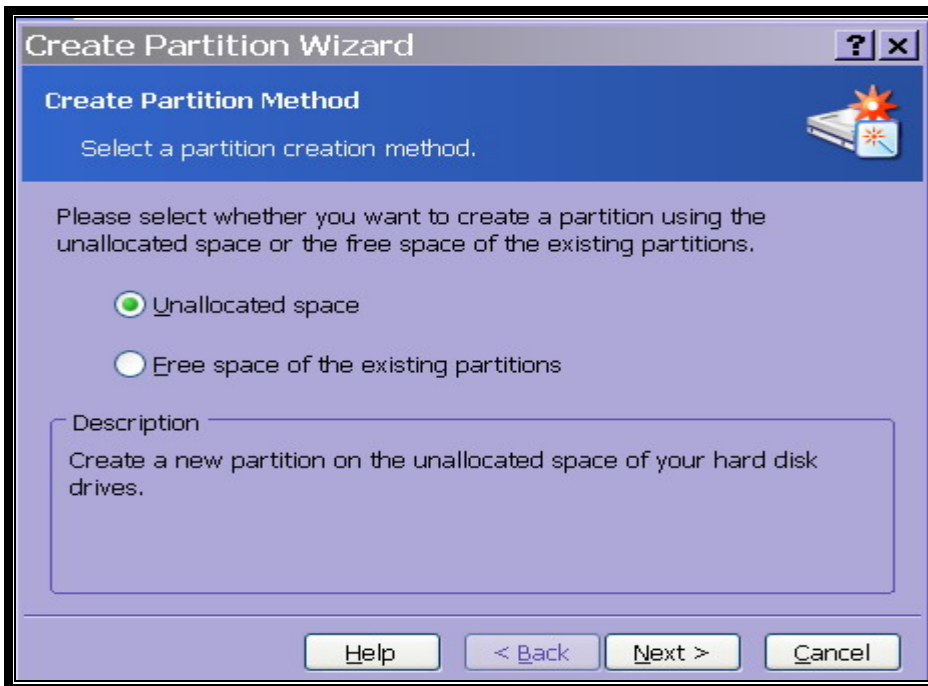 Create Partition Wizard
?
Create Partition Method
Select a partition creation method.
Please select whether you want to create a partition using the
unallocated space or the free space of the existing partitions.
Unallocated space
Free space of the existing partitions
Description
Create a new partition on the unallocated space of your hard disk
drives.
Help < Back Next > Cancel